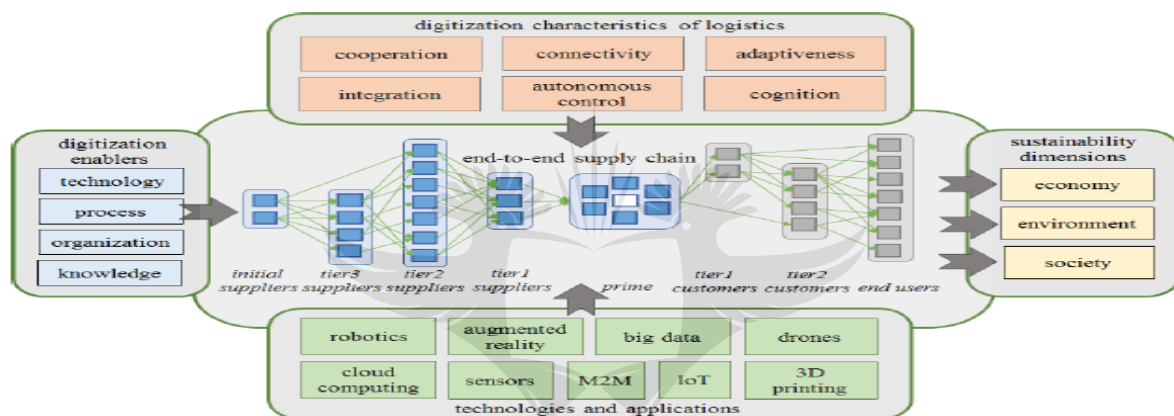 digitization characteristics of logistics
cooperation
connectivity
adaptiveness
integration
autonomous
control
cognition
digitization
enablers
technology
process
organization
knowledge
end-to-end supply chain
initial
suppliers
tier3
suppliers
tier2
suppliers
tier1
suppliers
prime
tier1
customers
tier2
customers
end users
sustainability
dimensions
economy
environment
society
robotics
augmented
reality
big data
drones
cloud
computing
sensors
M2M
IoT
3D
printing
technologies and applications